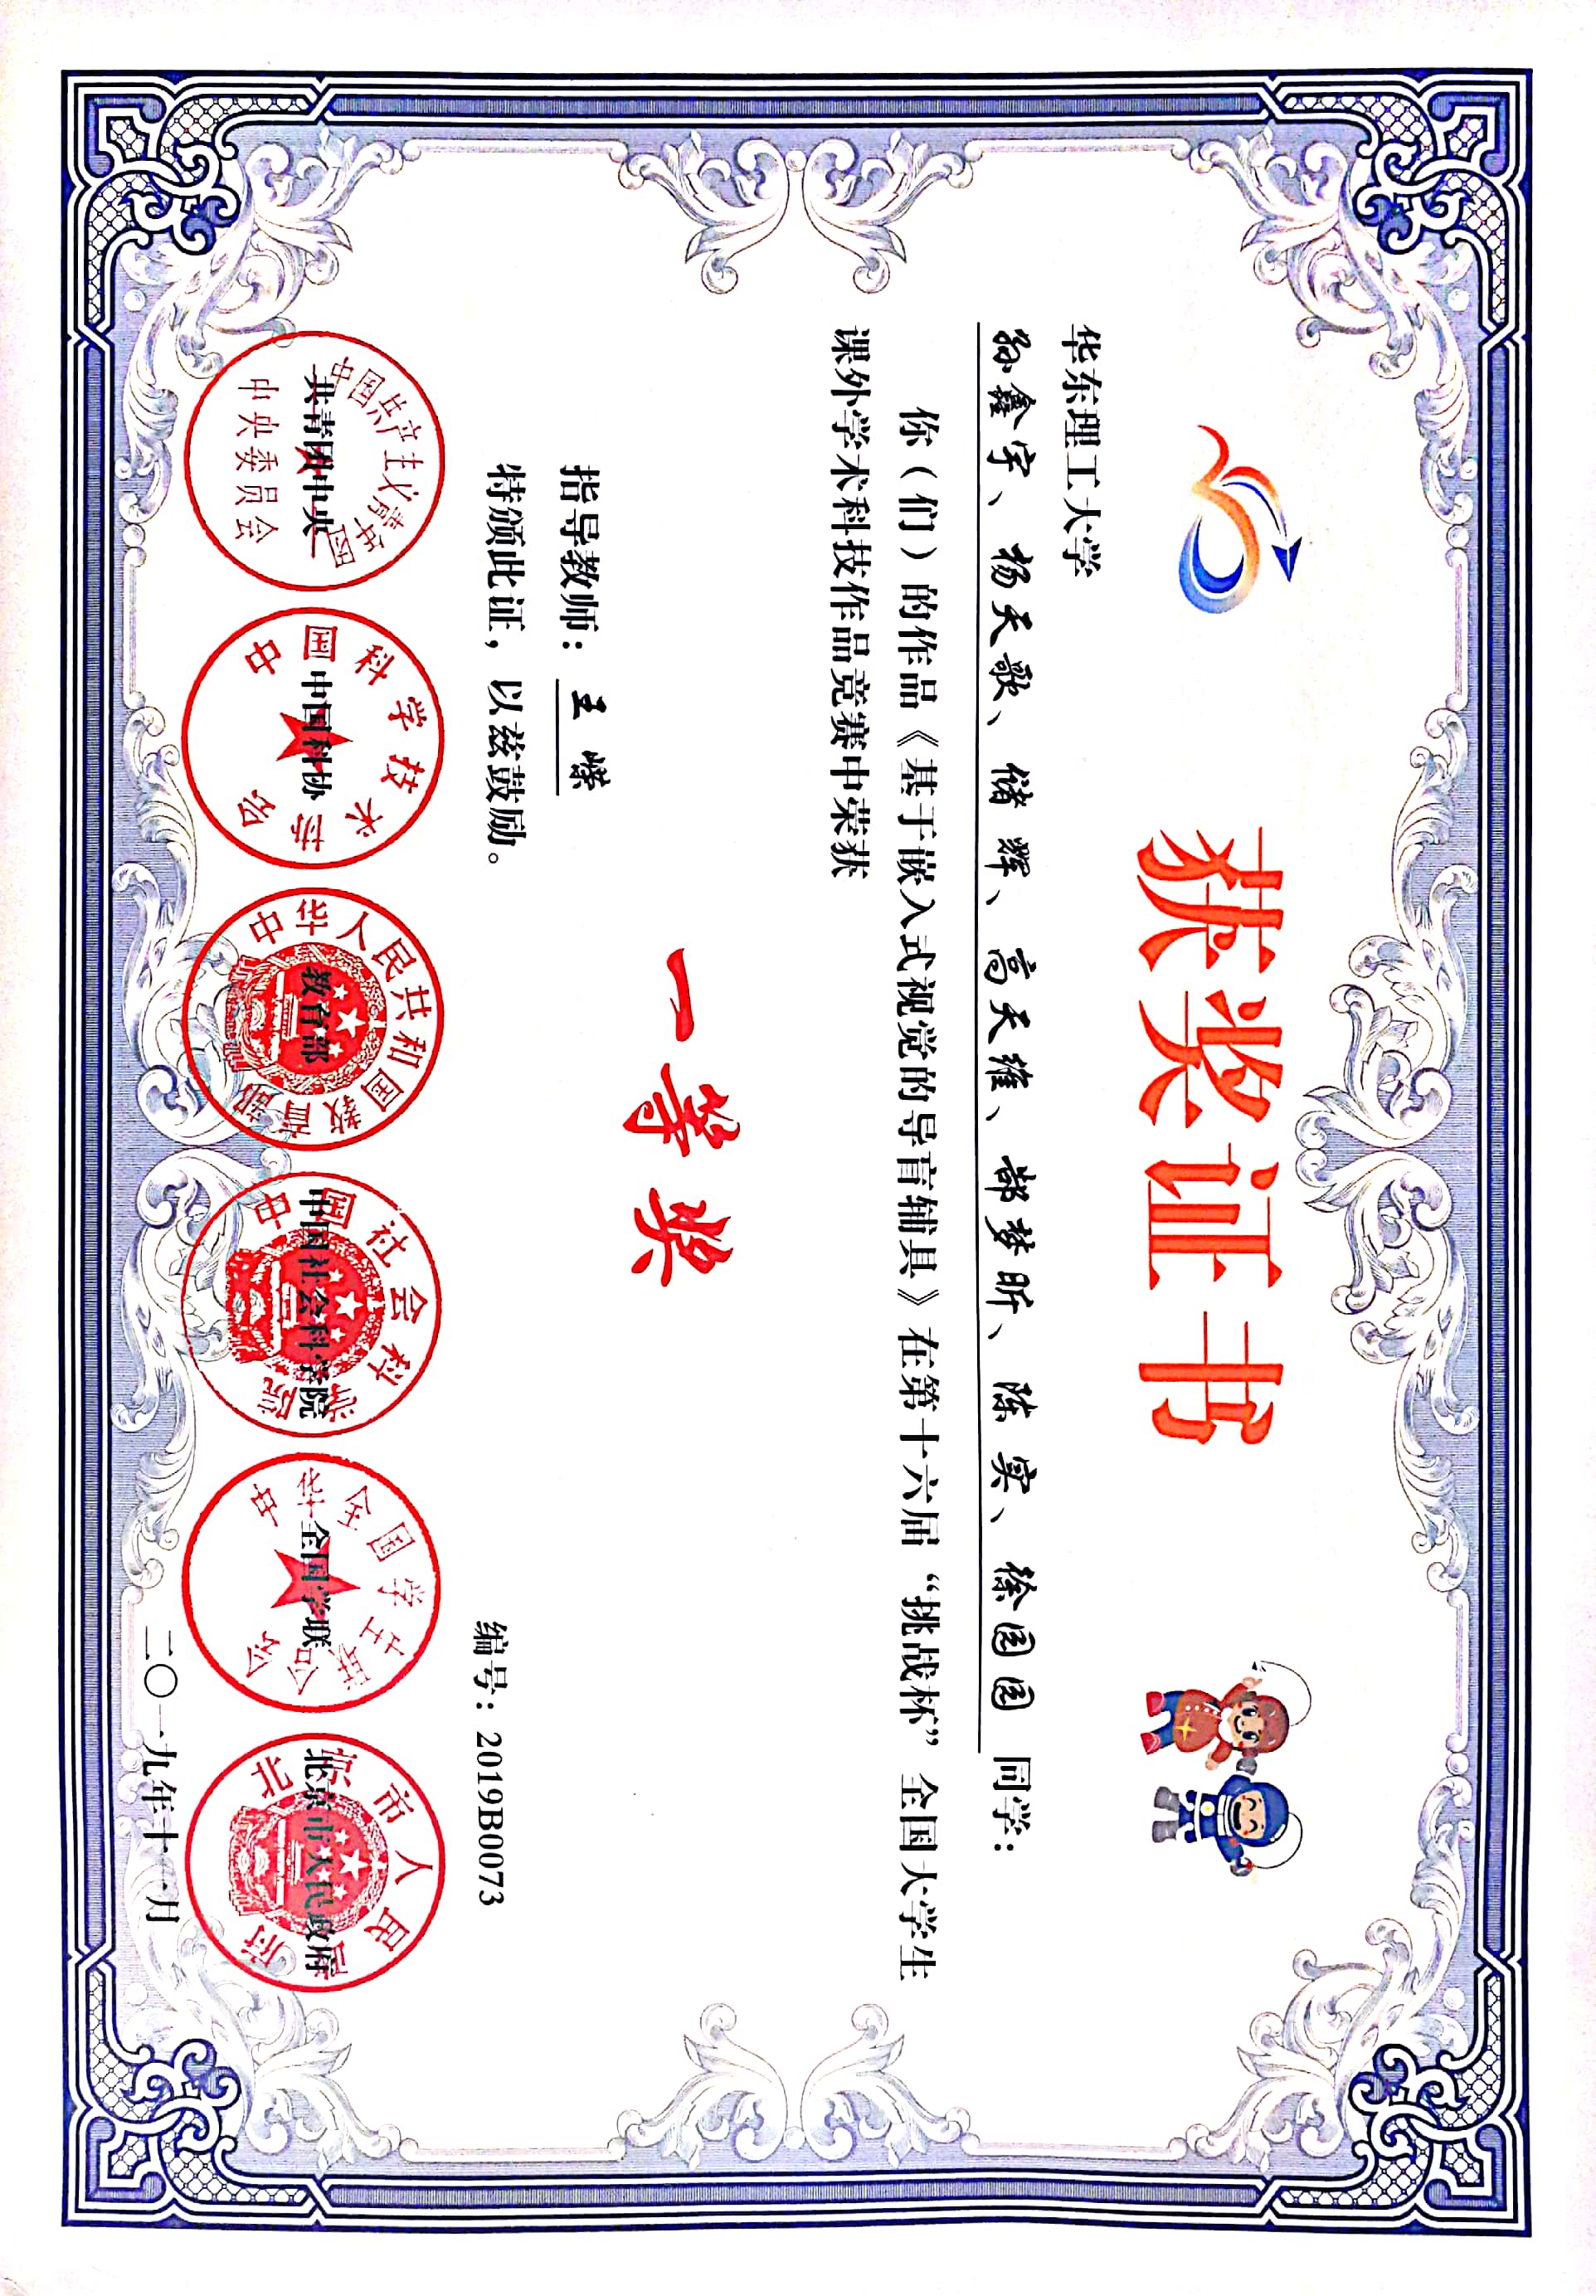 获奖证书
华东理工大学
孙鑫宇、杨天歌、储辉、高天维、郜梦昕、陈实、徐园园 同学：
你（们）的作品《基于嵌入式视觉的导盲辅具》在第十六届“挑战杯”全国大学生
课外学术科技作品竞赛中荣获
一等奖
指导教师：王嵘
特颁此证，以兹鼓励。
编号：2019B0073
中国共产主义青年团
共青团中央
中央委员会
中国科学技术协会
中国科协
中华人民共和国教育部
教育部
中国社会科学院
中国社会科学院
中华全国学生联合会
全国学联
北京市人民政府
北京市人民政府
二〇一九年十一月